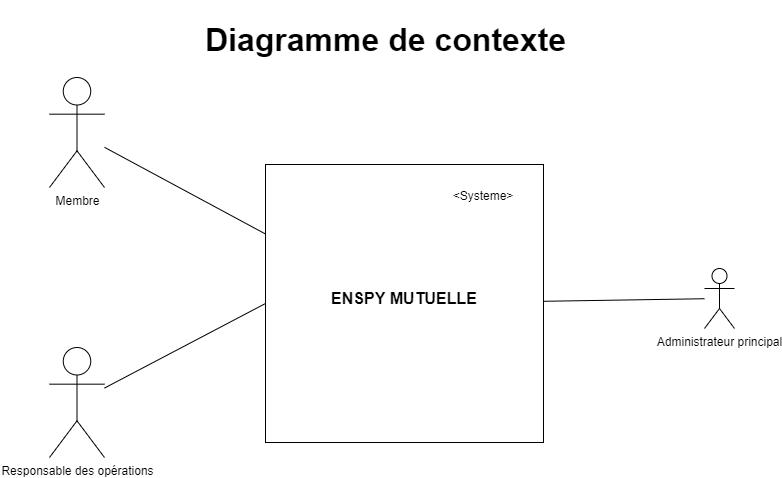 Diagramme de contexte
Membre
<Systeme>
ENSPY MUTUELLE
Administrateur principal
Responsable des opérations